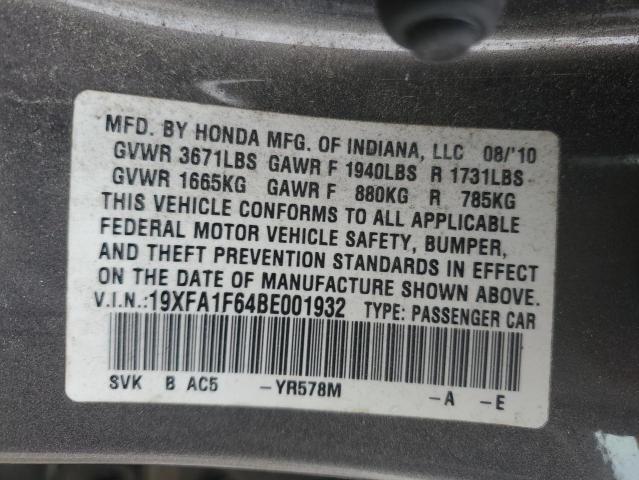 MFD. BY HONDA MFG. OF INDIANA, LLC 08/'10
GVWR 3671LBS GAWR F 1940LBS R 1731LBS
GVWR 1665KG GAWR F 880KG R 785KG
THIS VEHICLE CONFORMS TO ALL APPLICABLE
FEDERAL MOTOR VEHICLE SAFETY, BUMPER,
AND THEFT PREVENTION STANDARDS IN EFFECT
ON THE DATE OF MANUFACTURE SHOWN ABOVE.
V.I.N.:19XFA1F64BE001932 TYPE: PASSENGER CAR
SVK B AC5 -YR578M -A -E